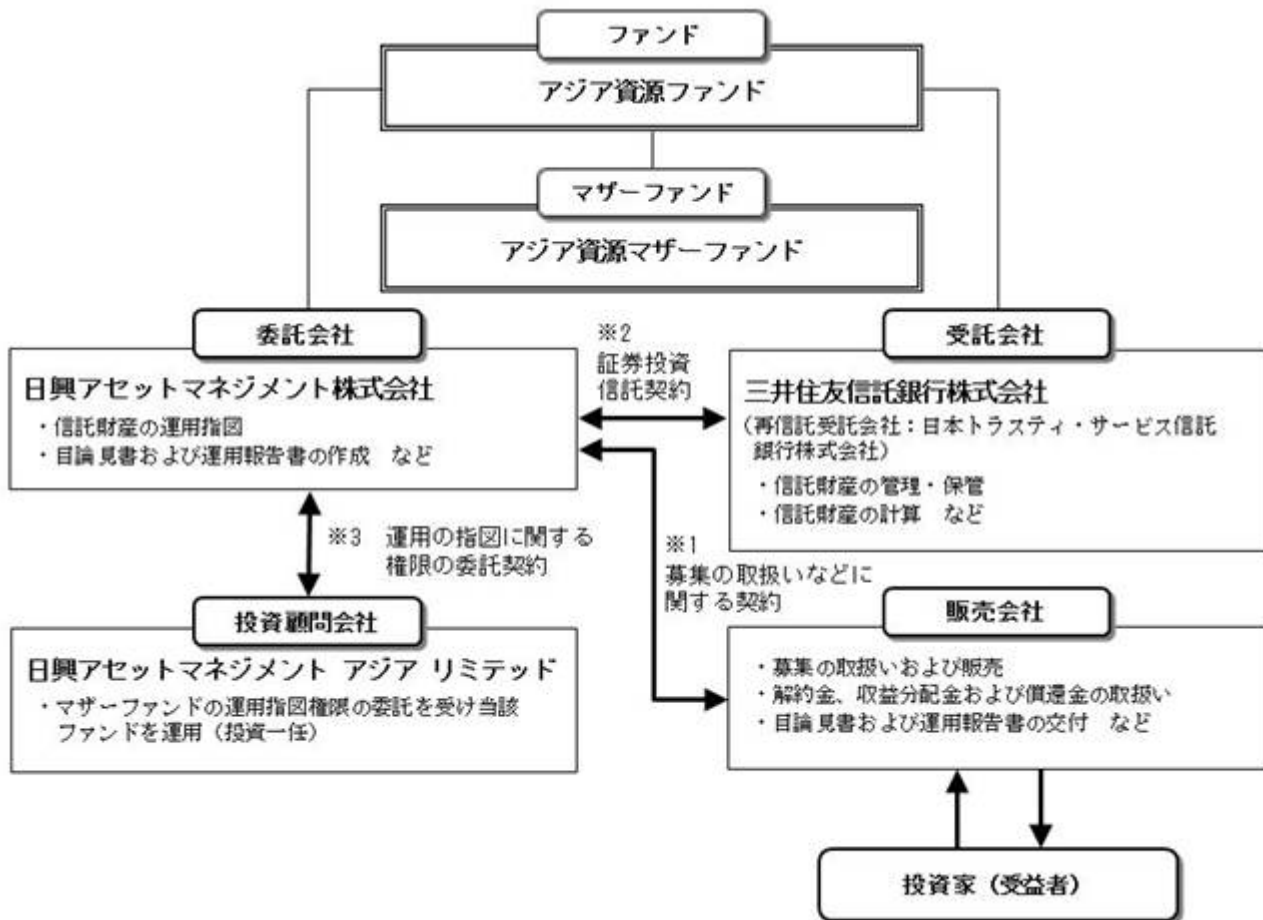 ファンド
アジア資源ファンド
マザーファンド
アジア資源マザーファンド
委託会社
日興アセットマネジメント株式会社
・信託財産の運用指図
・目論見書および運用報告書の作成 など
※2
証券投資
信託契約
受託会社
三井住友信託銀行株式会社
(再信託受託会社:日本トラスティ・サービス信託
銀行株式会社)
・信託財産の管理・保管
・信託財産の計算 など
※3 運用の指図に関する
権限の委託契約
※1
募集の取扱いなどに
関する契約
投資顧問会社
日興アセットマネジメント アジア リミテッド
・マザーファンドの運用指図権限の委託を受け当該
ファンドを運用(投資一任)
販売会社
・募集の取扱いおよび販売
・解約金、収益分配金および償還金の取扱い
・目論見書および運用報告書の交付 など
投資家(受益者)